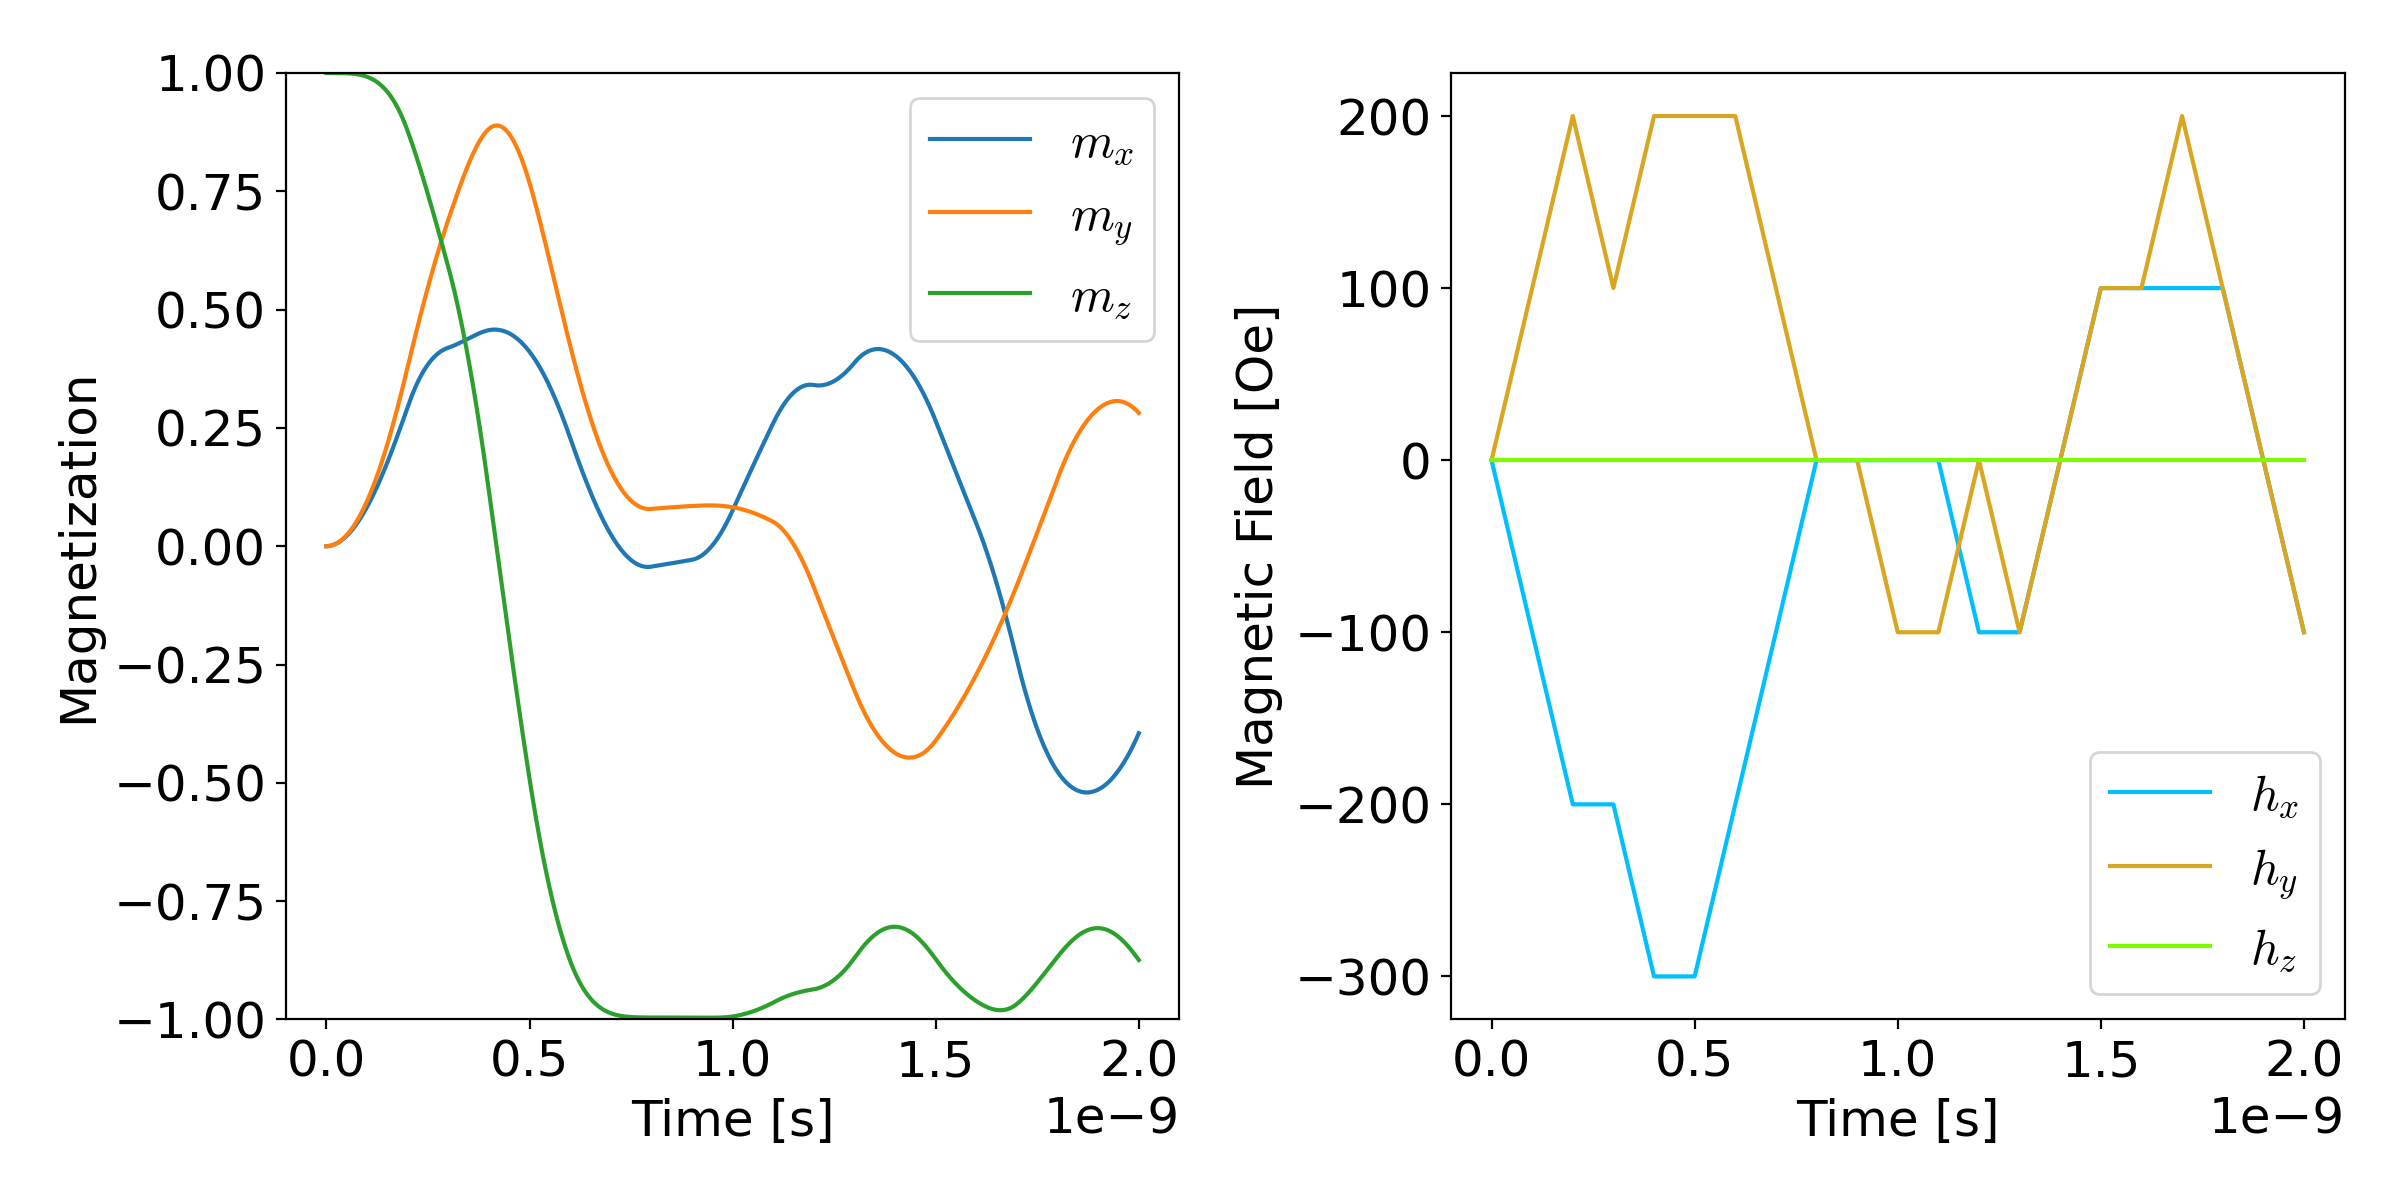 Magnetization
1.00
0.75
0.50
0.25
0.00
−0.25
−0.50
−0.75
−1.00
0.0 0.5 1.0 1.5 2.0
Time [s]
1e−9
m_x
m_y
m_z
Magnetic Field [Oe]
200
100
0
−100
−200
−300
0.0 0.5 1.0 1.5 2.0
Time [s]
1e−9
h_x
h_y
h_z